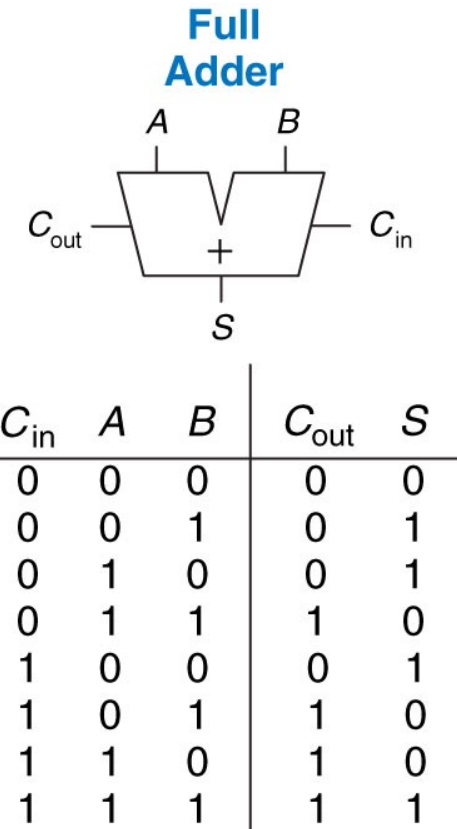 Full
Adder
A B
Cout Cin
+
S
Cin A B Cout S
0 0 0 0 0
0 0 1 0 1
0 1 0 0 1
0 1 1 1 0
1 0 0 0 1
1 0 1 1 0
1 1 0 1 0
1 1 1 1 1